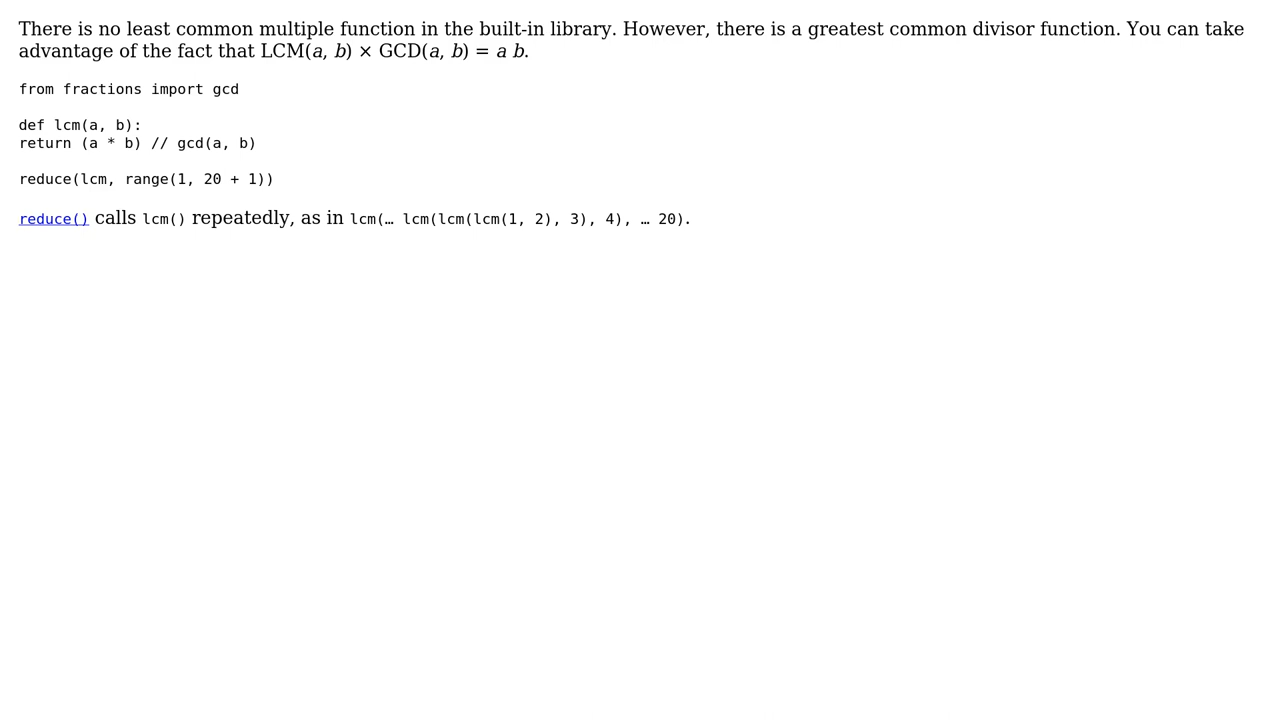 There is no least common multiple function in the built-in library. However, there is a greatest common divisor function. You can take
advantage of the fact that LCM(a, b) × GCD(a, b) = a b.
from fractions import gcd
def lcm(a, b):
return (a * b) // gcd(a, b)
reduce(lcm, range(1, 20 + 1))
reduce() calls lcm() repeatedly, as in lcm(… lcm(lcm(lcm(1, 2), 3), 4), … 20).